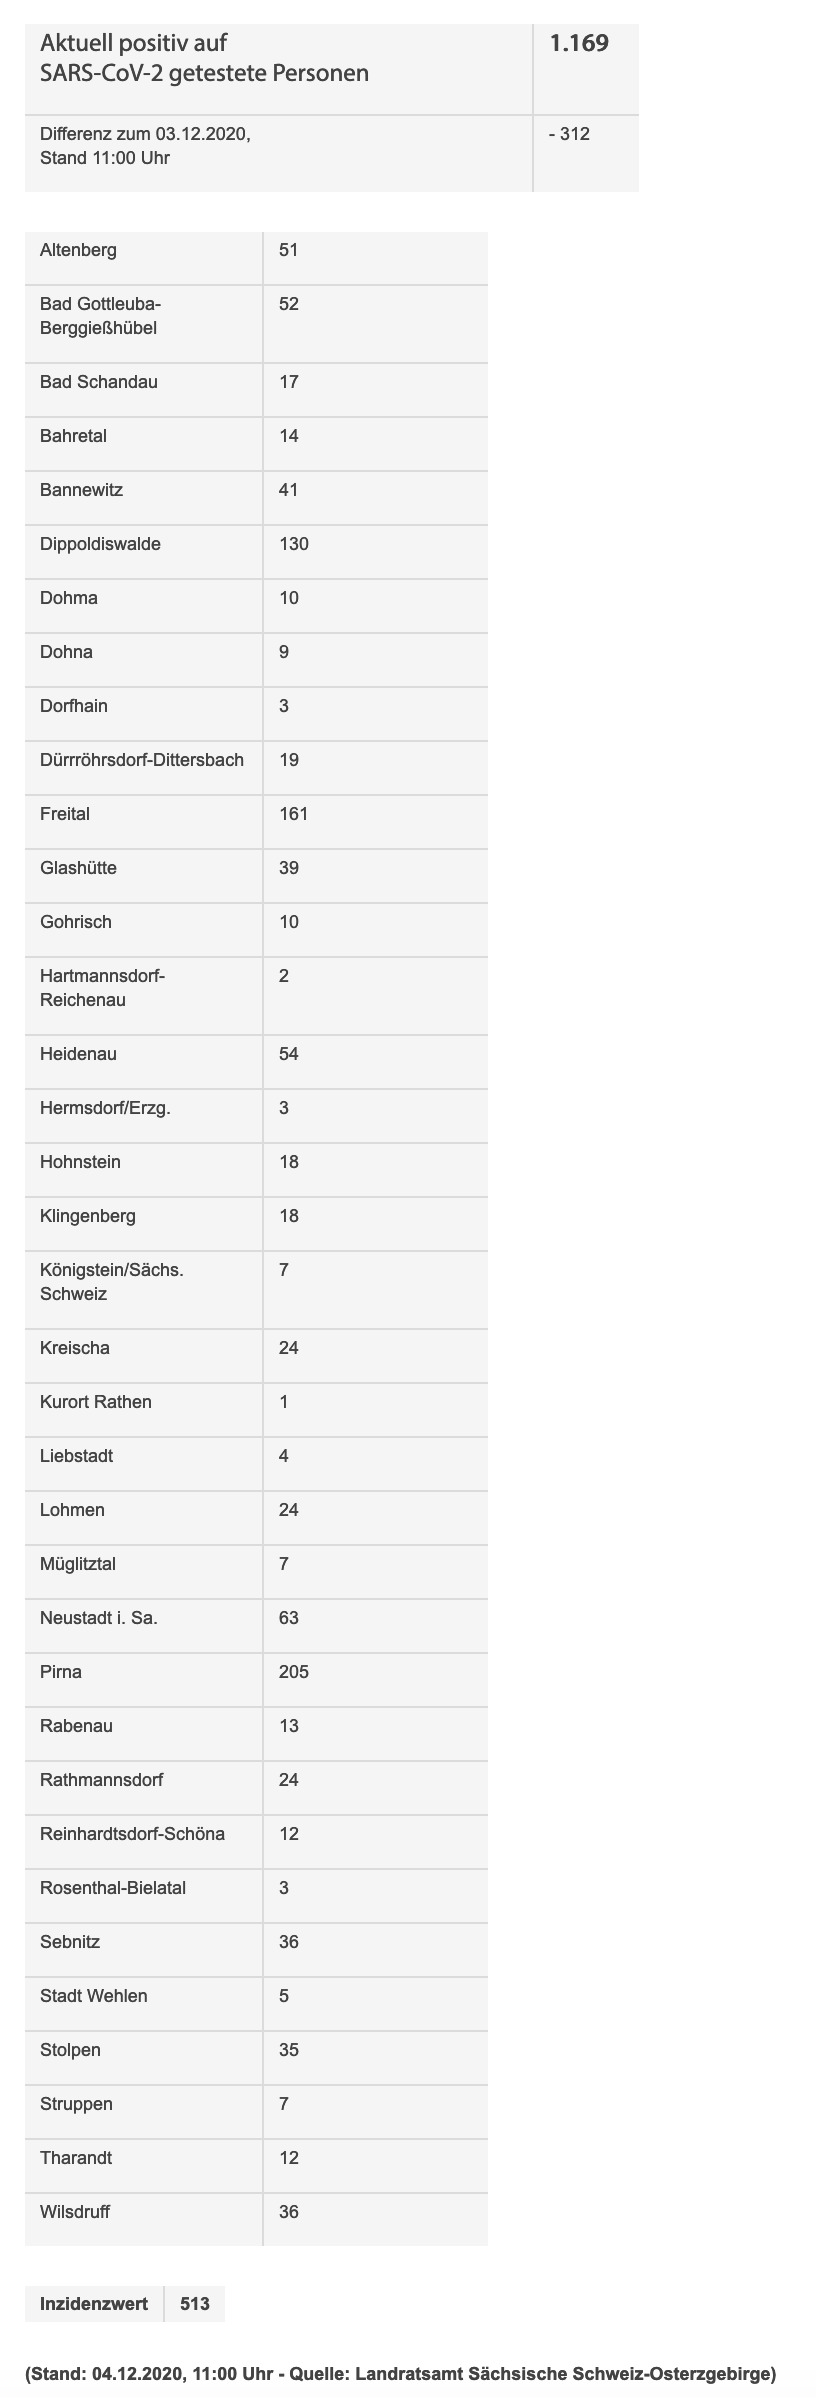 Aktuell positiv auf 1.169
SARS-CoV-2 getestete Personen
Differenz zum 03.12.2020, - 312
Stand 11:00 Uhr
Altenberg 51
Bad Gottleuba- 52
Berggießhübel
Bad Schandau 17
Bahretal 14
Bannewitz 41
Dippoldiswalde 130
Dohma 10
Dohna 9
Dorfhain 3
Dürrröhrsdorf-Dittersbach 19
Freital 161
Glashütte 39
Gohrisch 10
Hartmannsdorf- 2
Reichenau
Heidenau 54
Hermsdorf/Erzg. 3
Hohnstein 18
Klingenberg 18
Königstein/Sächs. 7
Schweiz
Kreischa 24
Kurort Rathen 1
Liebstadt 4
Lohmen 24
Müglitztal 7
Neustadt i. Sa. 63
Pirna 205
Rabenau 13
Rathmannsdorf 24
Reinhardtsdorf-Schöna 12
Rosenthal-Bielatal 3
Sebnitz 36
Stadt Wehlen 5
Stolpen 35
Struppen 7
Tharandt 12
Wilsdruff 36
Inzidenzwert 513
(Stand: 04.12.2020, 11:00 Uhr - Quelle: Landratsamt Sächsische Schweiz-Osterzgebirge)